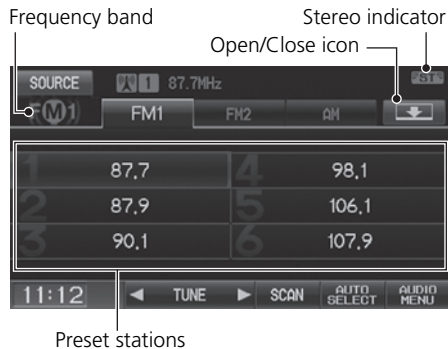 Frequency band
Stereo indicator
Open/Close icon
SOURCE 1 87.7MHz ST
FM1 FM1 FM2 AM
1 87.7 4 98.1
2 87.9 5 106.1
3 90.1 6 107.9
11:12 TUNE SCAN AUTO SELECT AUDIO MENU
Preset stations